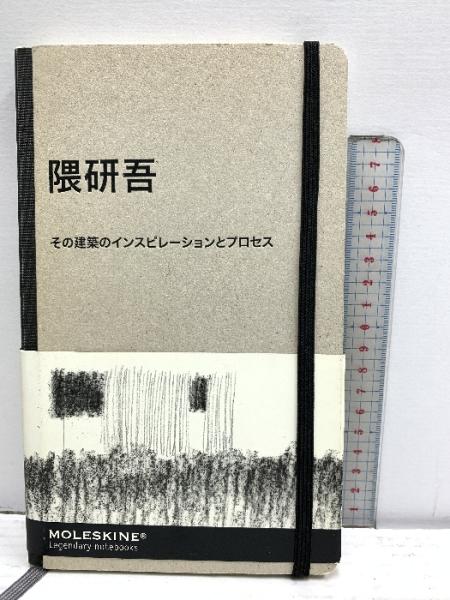 隈研吾
その建築のインスピレーションとプロセス
MOLESKINE®
Legendary notebooks